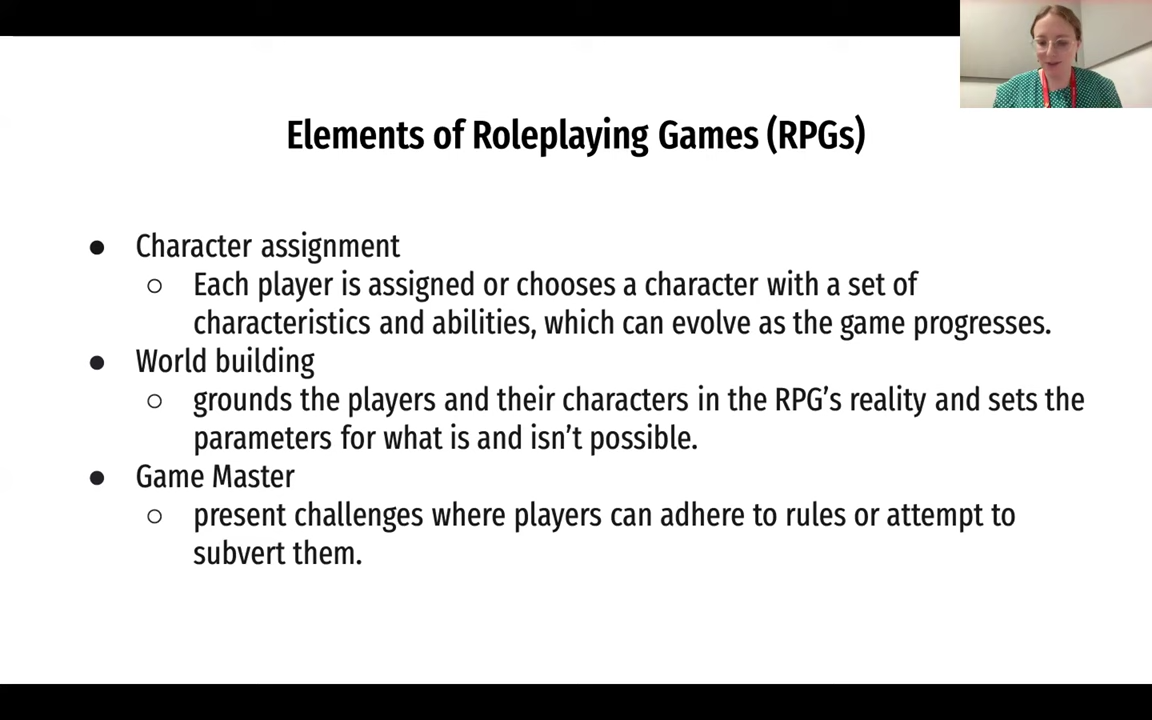 Elements of Roleplaying Games (RPGs)
● Character assignment
○ Each player is assigned or chooses a character with a set of
characteristics and abilities, which can evolve as the game progresses.
● World building
○ grounds the players and their characters in the RPG’s reality and sets the
parameters for what is and isn’t possible.
● Game Master
○ present challenges where players can adhere to rules or attempt to
subvert them.